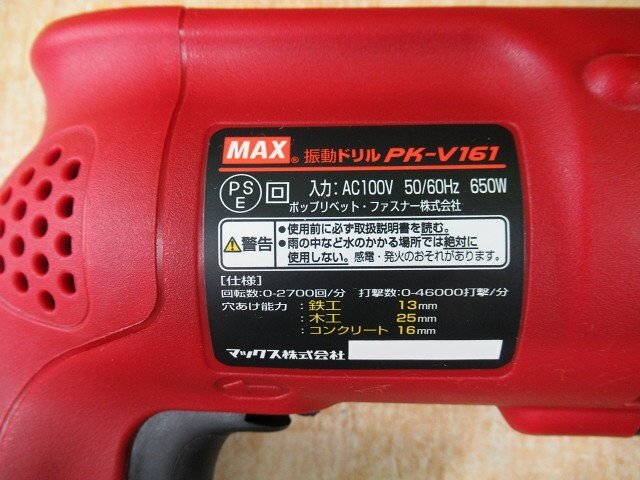 MAX® 振動ドリル PK-V161
PSE 入力:AC100V 50/60Hz 650W
ポップリベット・ファスナー株式会社
⚠警告
●使用前に必ず取扱説明書を読む。
●雨の中など水のかかる場所では絶対に
使用しない。感電・発火のおそれがあります。
[仕様]
回転数:0-2700回/分 打撃数:0-46000打撃/分
穴あけ能力:鉄工 13mm
:木工 25mm
:コンクリート 16mm
マックス株式会社